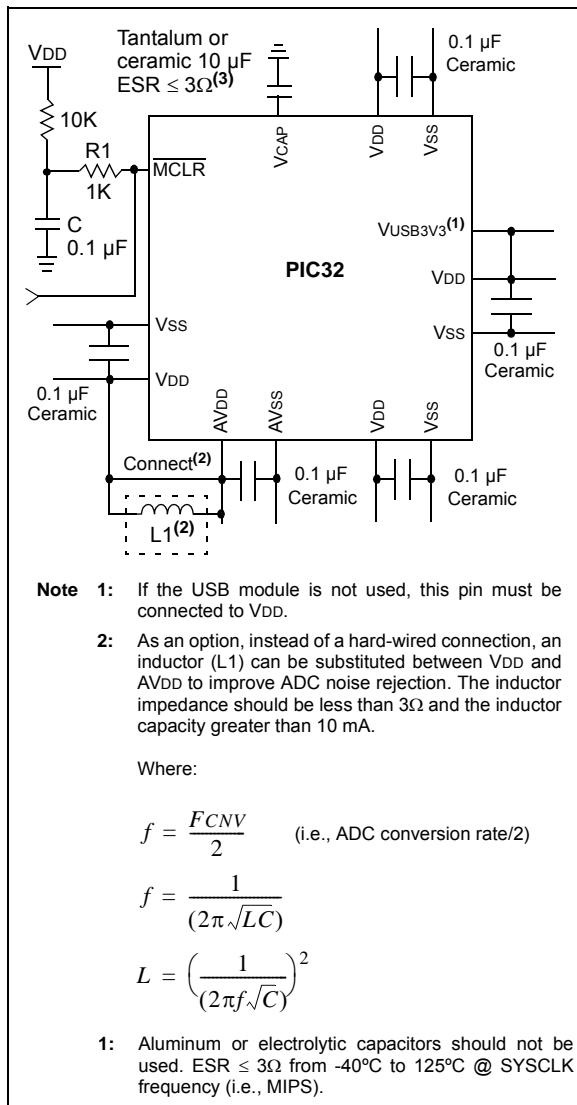 VDD
Tantalum or
ceramic 10 µF
ESR ≤ 3Ω(3)
0.1 µF
Ceramic
10K
R1
1K
C
0.1 µF
MCLR
VCAP
VDD
VSS
VUSB3V3(1)
PIC32
VDD
VSS
0.1 µF
Ceramic
VSS
VDD
0.1 µF
Ceramic
AVDD
AVSS
VDD
VSS
Connect(2)
L1(2)
0.1 µF
Ceramic
0.1 µF
Ceramic
Note 1: If the USB module is not used, this pin must be
connected to VDD.
2: As an option, instead of a hard-wired connection, an
inductor (L1) can be substituted between VDD and
AVDD to improve ADC noise rejection. The inductor
impedance should be less than 3Ω and the inductor
capacity greater than 10 mA.
Where:
f = FCNV / 2 (i.e., ADC conversion rate/2)
f = 1 / (2π√LC)
L = (1 / (2πf√C))²
1: Aluminum or electrolytic capacitors should not be
used. ESR ≤ 3Ω from -40ºC to 125ºC @ SYSCLK
frequency (i.e., MIPS).